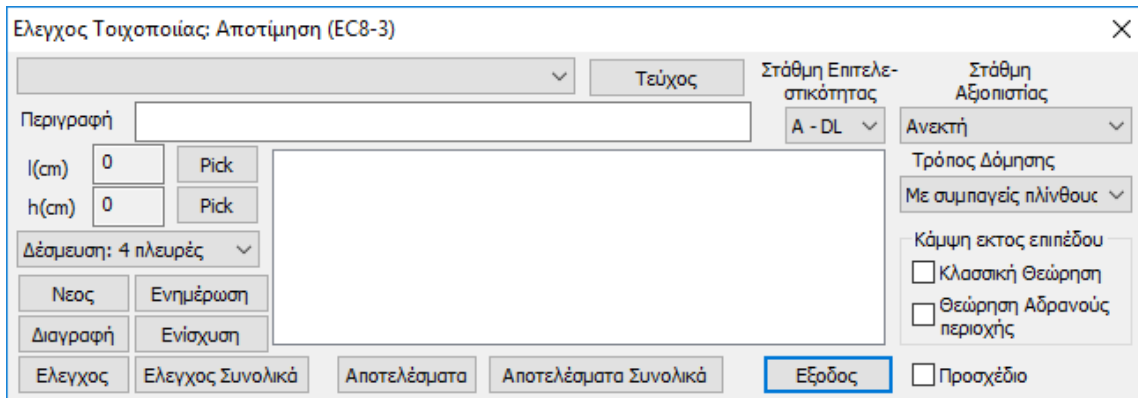 Ελεγχος Τοιχοποιίας: Αποτίμηση (EC8-3)
Τεύχος
Στάθμη Επιτελε-
στικότητας
Στάθμη
Αξιοπιστίας
Περιγραφή
A - DL
Ανεκτή
l(cm)
0
Pick
Τρόπος Δόμησης
h(cm)
0
Pick
Με συμπαγείς πλίνθους
Δέσμευση: 4 πλευρές
Κάμψη εκτος επιπέδου
Κλασσική Θεώρηση
Νεος
Ενημέρωση
Θεώρηση Αδρανούς
περιοχής
Διαγραφή
Ενίσχυση
Ελεγχος
Ελεγχος Συνολικά
Αποτελέσματα
Αποτελέσματα Συνολικά
Εξοδος
Προσχέδιο